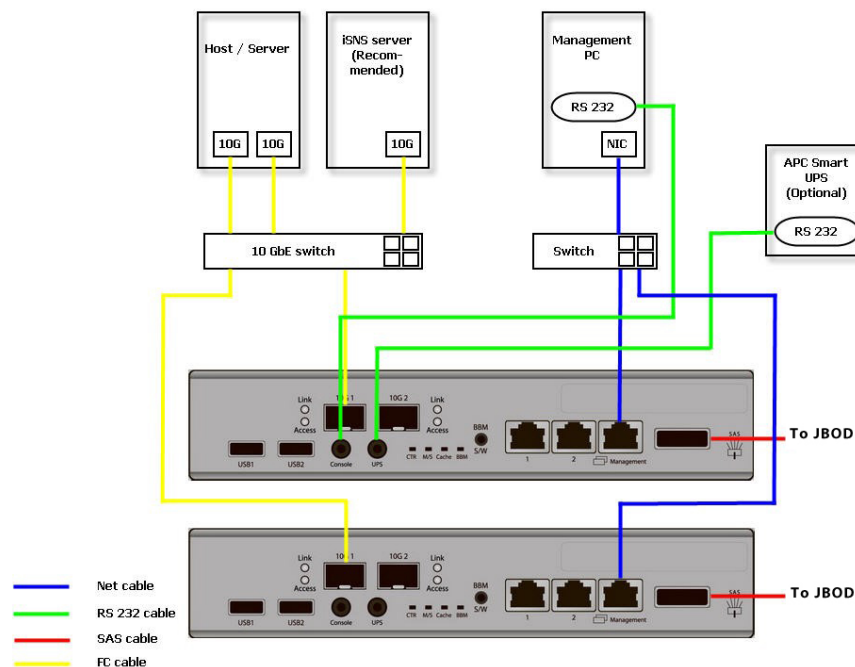 Host / Server
10G
10G
iSNS server
(Recom-
mended)
10G
Management
PC
RS 232
NIC
APC Smart
UPS
(Optional)
RS 232
10 GbE switch
Switch
Link
Access
10G 1
10G 2
Link
Access
USB1
USB2
Console
UPS
CTR
M/S
Cache
BBM
BBM
S/W
1
2
Management
SAS
To JBOD
Link
Access
10G 1
10G 2
Link
Access
USB1
USB2
Console
UPS
CTR
M/S
Cache
BBM
BBM
S/W
1
2
Management
SAS
To JBOD
Net cable
RS 232 cable
SAS cable
FC cable